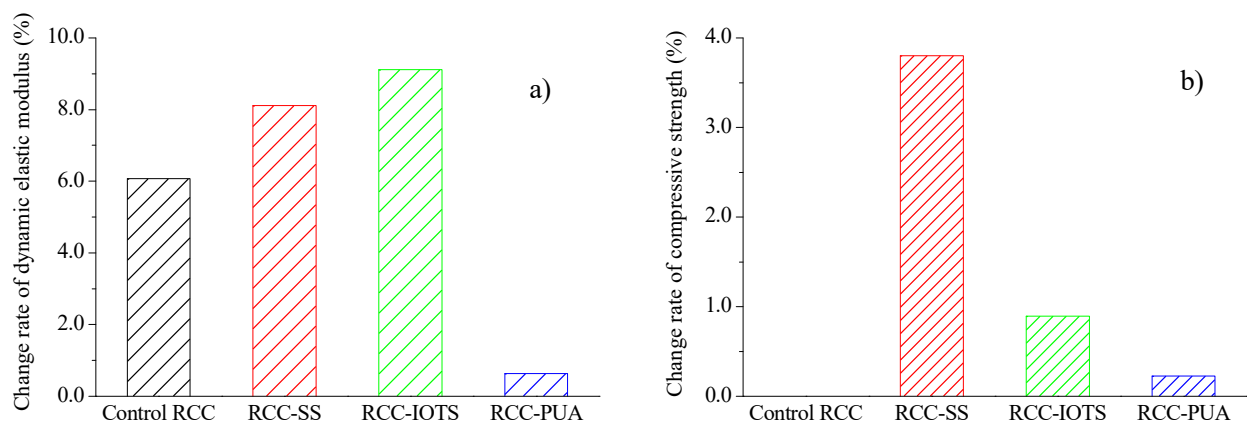 Change rate of dynamic elastic modulus (%)
10.0
8.0
6.0
4.0
2.0
0.0
a)
Control RCC RCC-SS RCC-IOTS RCC-PUA
Change rate of compressive strength (%)
4.0
3.0
2.0
1.0
0.0
b)
Control RCC RCC-SS RCC-IOTS RCC-PUA